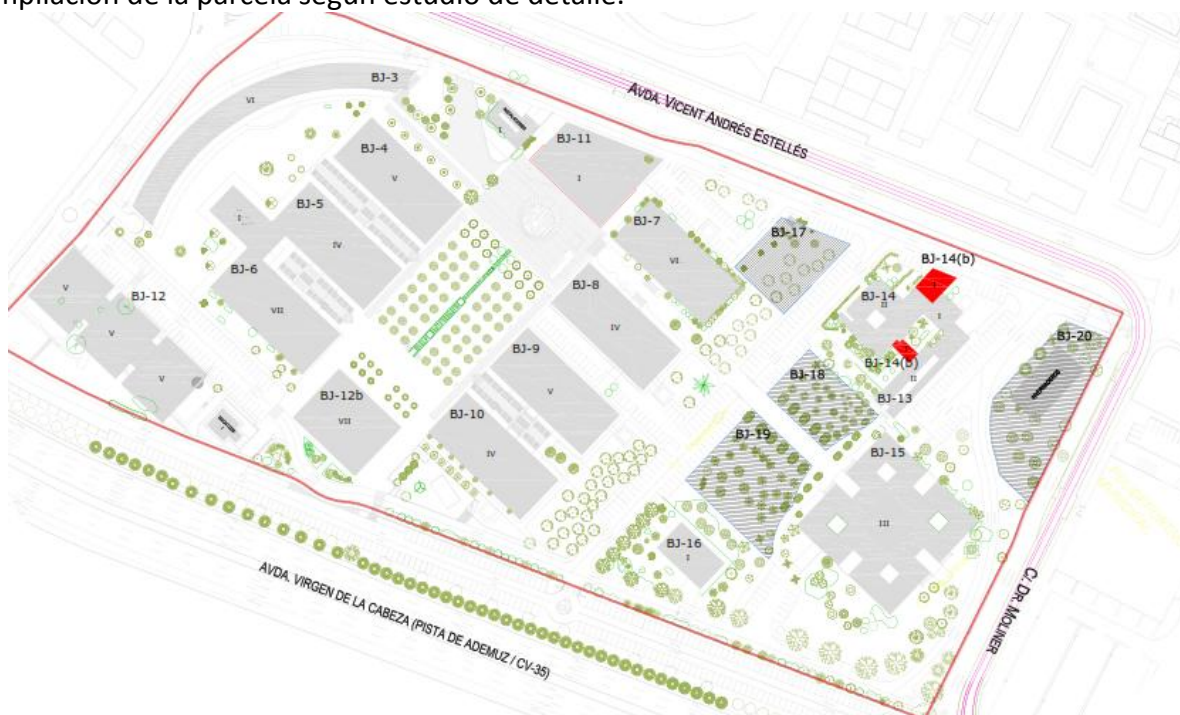 mpliación de la parcela según estudio de detalle.
AVDA. VICENT ANDRÉS ESTELLÉS
BJ-3
VI
BJ-4
V
BJ-11
I
I
BJ-5
IV
I
BJ-7
VI
BJ-17
BJ-14(b)
BJ-6
VII
BJ-12
V
V
V
BJ-8
IV
BJ-14
II
I
BJ-14(b)
II
BJ-13
BJ-20
BJ-9
V
BJ-18
BJ-12b
VII
BJ-10
IV
BJ-19
BJ-15
III
BJ-16
I
AVDA. VIRGEN DE LA CABEZA (PISTA DE ADEMUZ / CV-35)
C/. DR. MOLINER